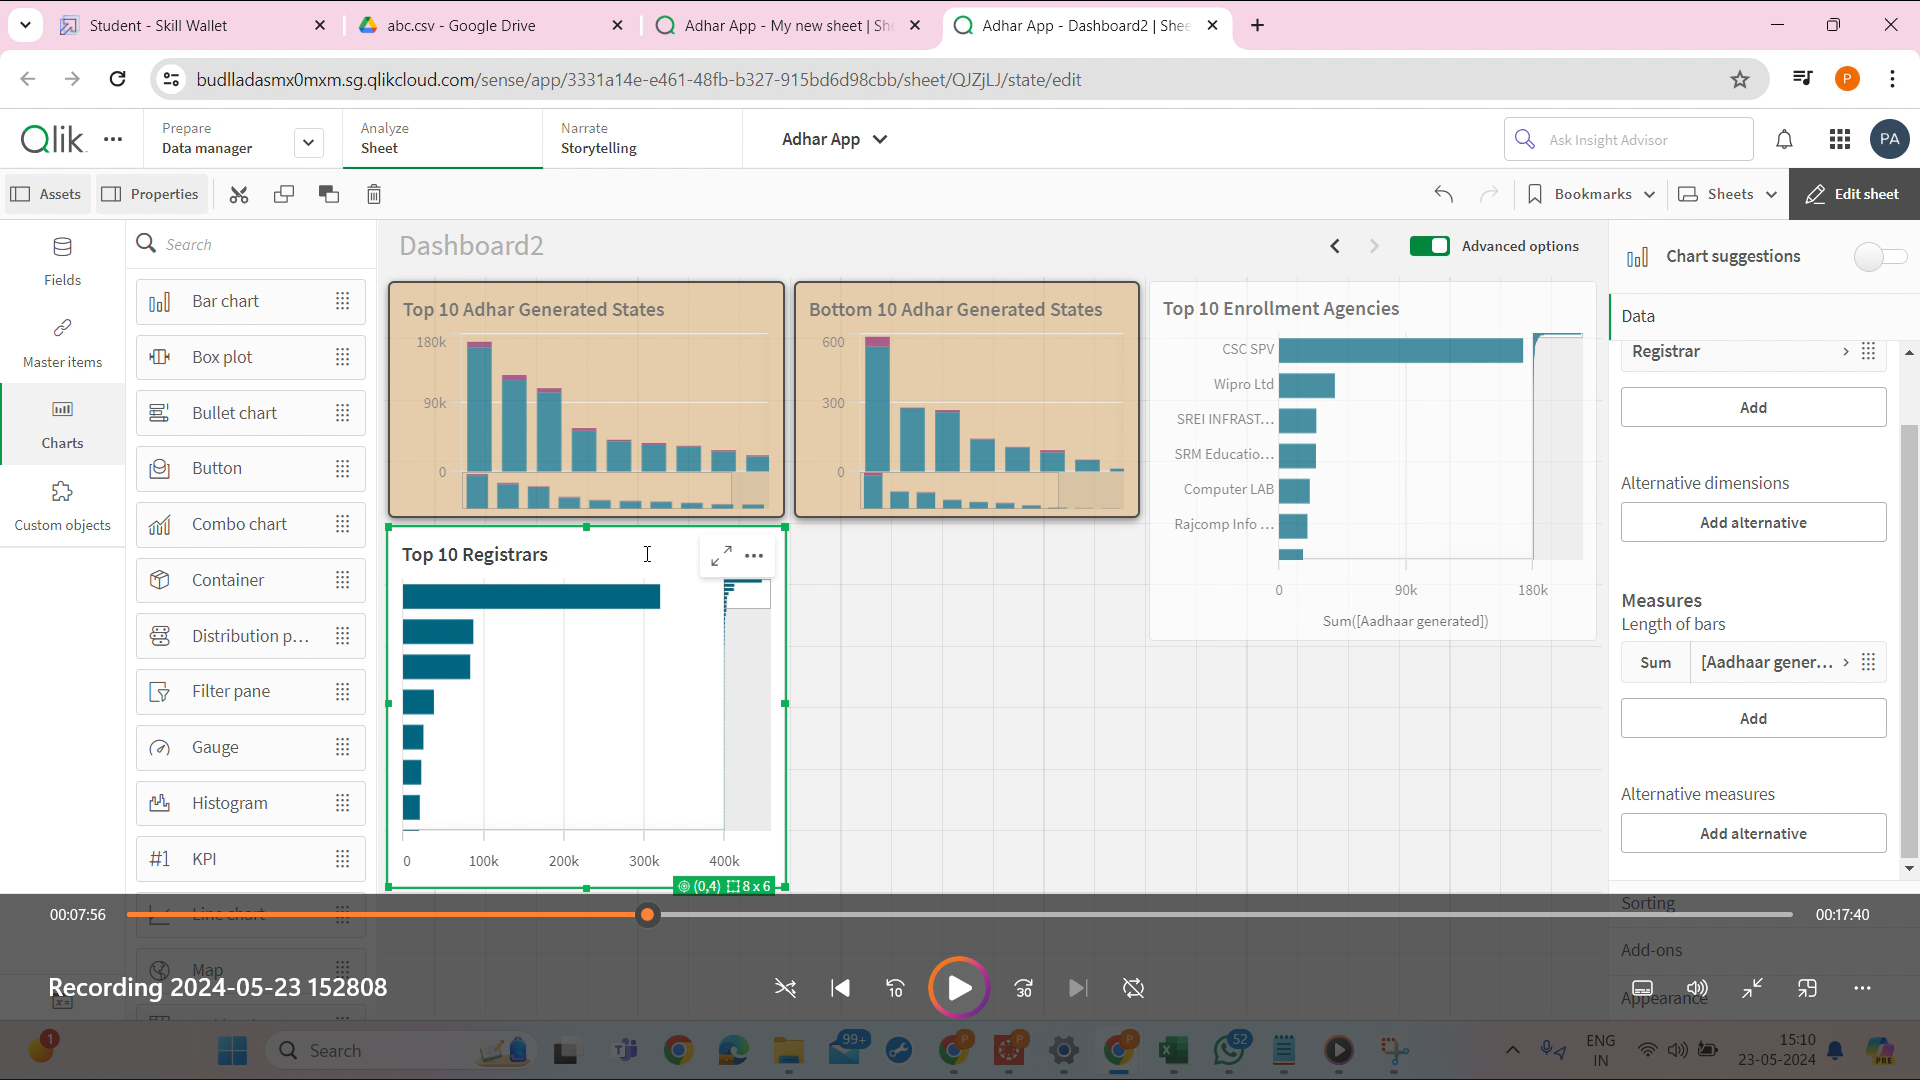 Student - Skill Wallet
abc.csv - Google Drive
Adhar App - My new sheet | She
Adhar App - Dashboard2 | Shee
budlladasmx0mxm.sg.qlikcloud.com/sense/app/3331a14e-e461-48fb-b327-915bd6d98cbb/sheet/QJZjLJ/state/edit
P
Qlik
Prepare
Data manager
Analyze
Sheet
Narrate
Storytelling
Adhar App
Ask Insight Advisor
PA
Assets
Properties
Bookmarks
Sheets
Edit sheet
Fields
Master items
Charts
Custom objects
Search
Bar chart
Box plot
Bullet chart
Button
Combo chart
Container
Distribution p...
Filter pane
Gauge
Histogram
#1 KPI
Line chart
Map
Dashboard2
Advanced options
Top 10 Adhar Generated States
180k
90k
0
Bottom 10 Adhar Generated States
600
300
0
Top 10 Enrollment Agencies
CSC SPV
Wipro Ltd
SREI INFRAST...
SRM Educatio...
Computer LAB
Rajcomp Info ...
0 90k 180k
Sum([Aadhaar generated])
Top 10 Registrars
0 100k 200k 300k 400k
(0,4) 8 x 6
Chart suggestions
Data
Registrar
Add
Alternative dimensions
Add alternative
Measures
Length of bars
Sum [Aadhaar gener...
Add
Alternative measures
Add alternative
Sorting
Add-ons
Appearance
00:07:56
00:17:40
Recording 2024-05-23 152808
10
30
1
Search
99+
52
ENG
IN
15:10
23-05-2024
PRE